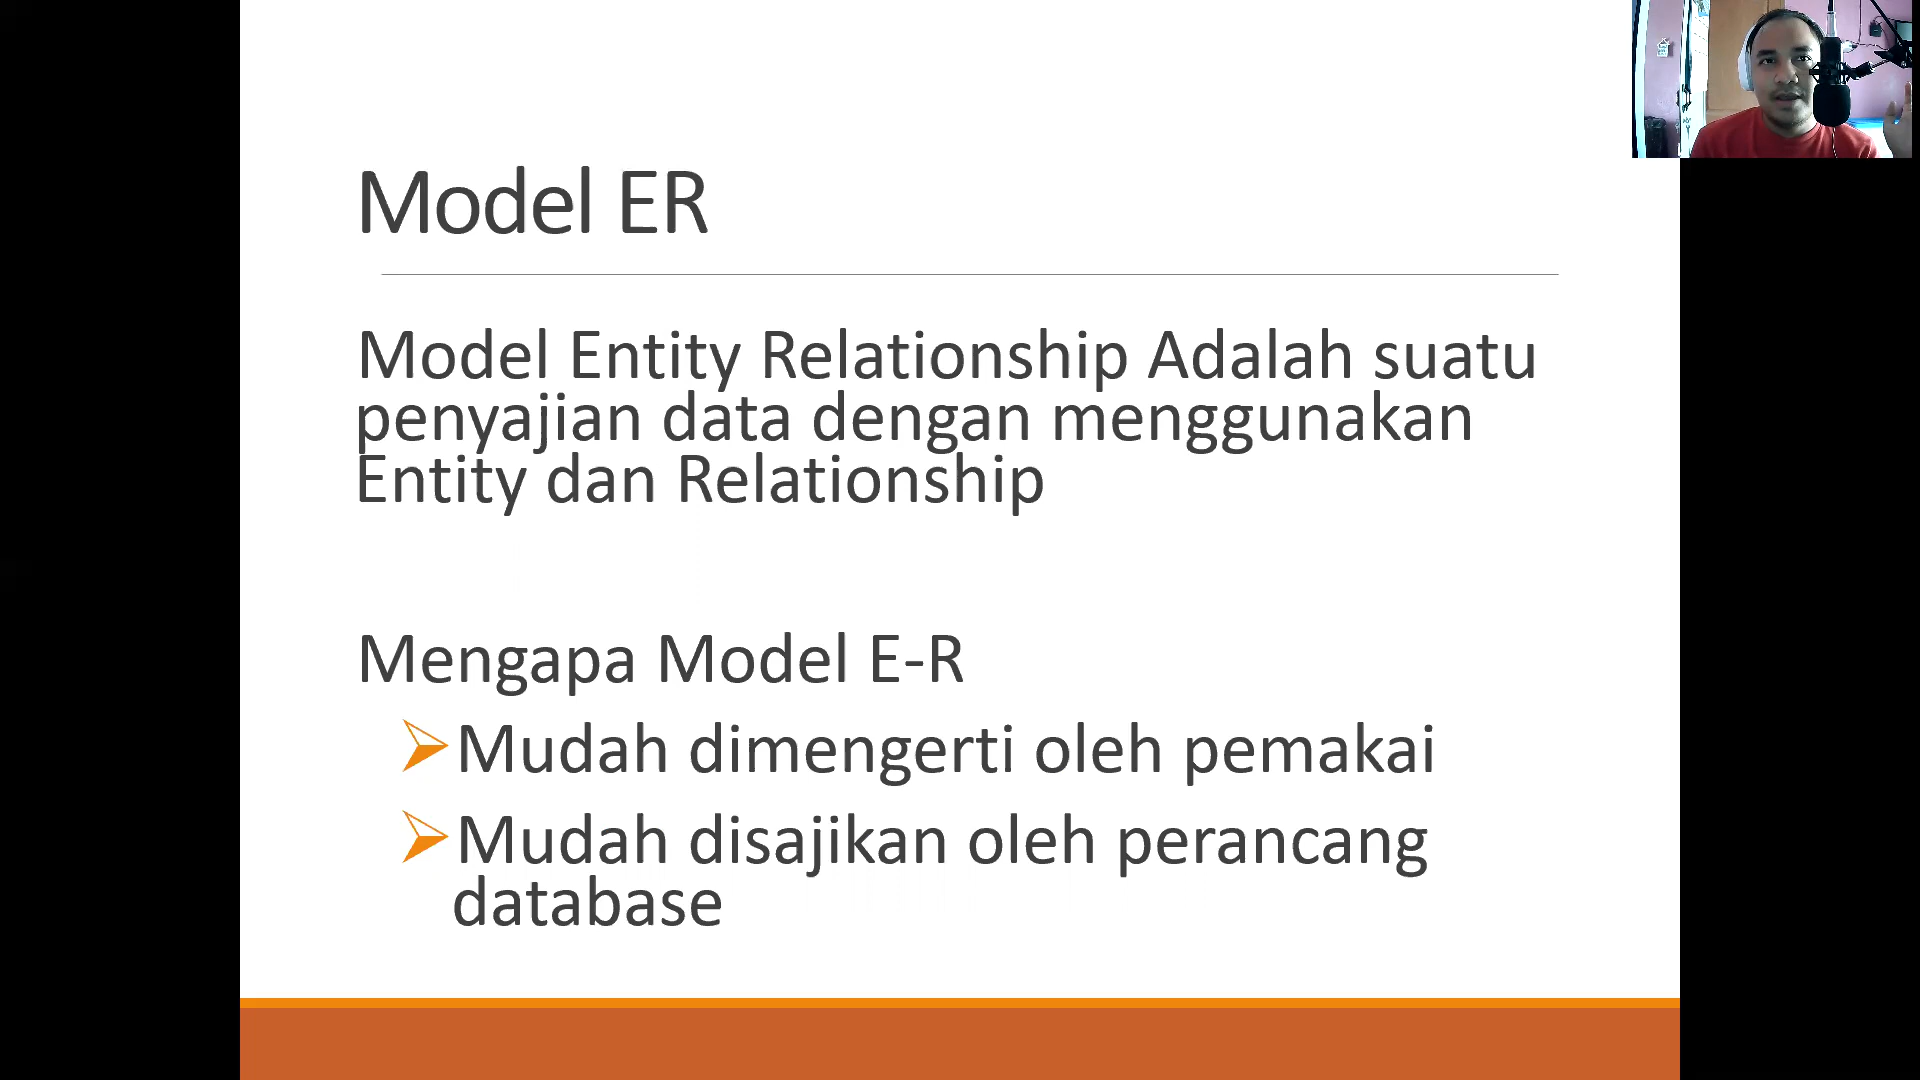 Model ER
Model Entity Relationship Adalah suatu
penyajian data dengan menggunakan
Entity dan Relationship
Mengapa Model E-R
Mudah dimengerti oleh pemakai
Mudah disajikan oleh perancang
database